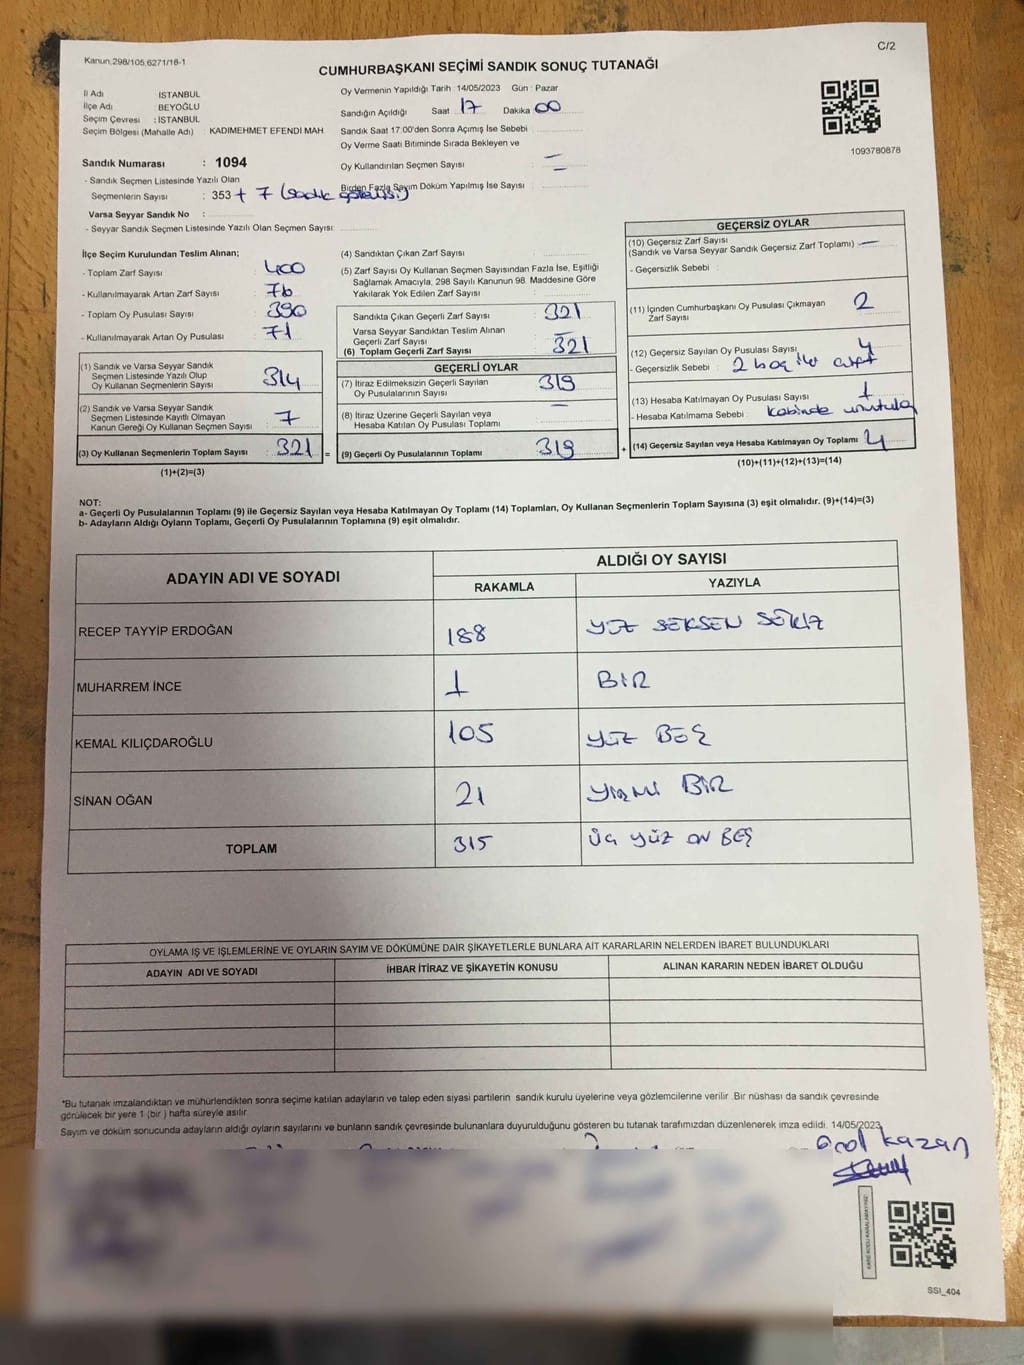 Kanun.298/105,6271/18-1
C/2
CUMHURBAŞKANI SEÇİMİ SANDIK SONUÇ TUTANAĞI
İl Adı İSTANBUL
İlçe Adı BEYOĞLU
Seçim Çevresi : İSTANBUL
Seçim Bölgesi (Mahalle Adı) : KADIMEHMET EFENDİ MAH
Sandık Numarası : 1094
- Sandık Seçmen Listesinde Yazılı Olan
Seçmenlerin Sayısı : 353 + 7 (sandık görevlisi)
Varsa Seyyar Sandık No :
- Seyyar Sandık Seçmen Listesinde Yazılı Olan Seçmen Sayısı:
Oy Vermenin Yapıldığı Tarih :14/05/2023 Gün : Pazar
Sandığın Açıldığı Saat 17 Dakika 00
Sandık Saat 17:00'den Sonra Açımış İse Sebebi :
Oy Verme Saati Bitiminde Sırada Bekleyen ve
Oy Kullandırılan Seçmen Sayısı : —
Birden Fazla Sayım Döküm Yapılmış İse Sayısı : —
1093780878
İlçe Seçim Kurulundan Teslim Alınan;
- Toplam Zarf Sayısı : 400
- Kullanılmayarak Artan Zarf Sayısı : 76
- Toplam Oy Pusulası Sayısı : 390
- Kullanılmayarak Artan Oy Pusulası : 71
(1) Sandık ve Varsa Seyyar Sandık
Seçmen Listesinde Yazılı Olup
Oy Kullanan Seçmenlerin Sayısı : 314
(2) Sandık ve Varsa Seyyar Sandık
Seçmen Listesinde Kayıtlı Olmayan
Kanun Gereği Oy Kullanan Seçmen Sayısı : 7
(3) Oy Kullanan Seçmenlerin Toplam Sayısı : 321 =
(1)+(2)=(3)
(4) Sandıktan Çıkan Zarf Sayısı :
(5) Zarf Sayısı Oy Kullanan Seçmen Sayısından Fazla İse, Eşitliği
Sağlamak Amacıyla, 298 Sayılı Kanunun 98. Maddesine Göre
Yakılarak Yok Edilen Zarf Sayısı :
Sandıkta Çıkan Geçerli Zarf Sayısı : 321
Varsa Seyyar Sandıktan Teslim Alınan
Geçerli Zarf Sayısı : —
(6) Toplam Geçerli Zarf Sayısı : 321
GEÇERLİ OYLAR
(7) İtiraz Edilmeksizin Geçerli Sayılan
Oy Pusulalarının Sayısı : 319
(8) İtiraz Üzerine Geçerli Sayılan veya
Hesaba Katılan Oy Pusulası Toplamı : —
(9) Geçerli Oy Pusulalarının Toplamı : 319 +
GEÇERSİZ OYLAR
(10) Geçersiz Zarf Sayısı
(Sandık ve Varsa Seyyar Sandık Geçersiz Zarf Toplamı) : —
- Geçersizlik Sebebi :
(11) İçinden Cumhurbaşkanı Oy Pusulası Çıkmayan
Zarf Sayısı : 2
(12) Geçersiz Sayılan Oy Pusulası Sayısı : 4
- Geçersizlik Sebebi : 2 boş 2 çift
(13) Hesaba Katılmayan Oy Pusulası Sayısı : 1
- Hesaba Katılmama Sebebi : kabinde unutulan
(14) Geçersiz Sayılan veya Hesaba Katılmayan Oy Toplamı : 4
(10)+(11)+(12)+(13)=(14)
NOT:
a- Geçerli Oy Pusulalarının Toplamı (9) ile Geçersiz Sayılan veya Hesaba Katılmayan Oy Toplamı (14) Toplamları, Oy Kullanan Seçmenlerin Toplam Sayısına (3) eşit olmalıdır. (9)+(14)=(3)
b- Adayların Aldığı Oyların Toplamı, Geçerli Oy Pusulalarının Toplamına (9) eşit olmalıdır.
ADAYIN ADI VE SOYADI ALDIĞI OY SAYISI
RAKAMLA YAZIYLA
RECEP TAYYİP ERDOĞAN 188 YÜZ SEKSEN SEKİZ
MUHARREM İNCE 1 BİR
KEMAL KILIÇDAROĞLU 105 YÜZ BEŞ
SİNAN OĞAN 21 YİRMİ BİR
TOPLAM 315 ÜÇ YÜZ ON BEŞ
OYLAMA İŞ VE İŞLEMLERİNE VE OYLARIN SAYIM VE DÖKÜMÜNE DAİR ŞİKAYETLERLE BUNLARA AİT KARARLARIN NELERDEN İBARET BULUNDUKLARI
ADAYIN ADI VE SOYADI İHBAR İTİRAZ VE ŞİKAYETİN KONUSU ALINAN KARARIN NEDEN İBARET OLDUĞU
*Bu tutanak imzalandıktan ve mühürlendikten sonra seçime katılan adayların ve talep eden siyasi partilerin sandık kurulu üyelerine veya gözlemcilerine verilir .Bir nüshası da sandık çevresinde
görülecek bir yere 1 (bir ) hafta süreyle asılır.
Sayım ve döküm sonucunda adayların aldığı oyların sayılarını ve bunların sandık çevresinde bulunanlara duyurulduğunu gösteren bu tutanak tarafımızdan düzenlenerek imza edildi. 14/05/2023
Erol Kazan
KARE KODU KARALAMAYINIZ!
SSI_404